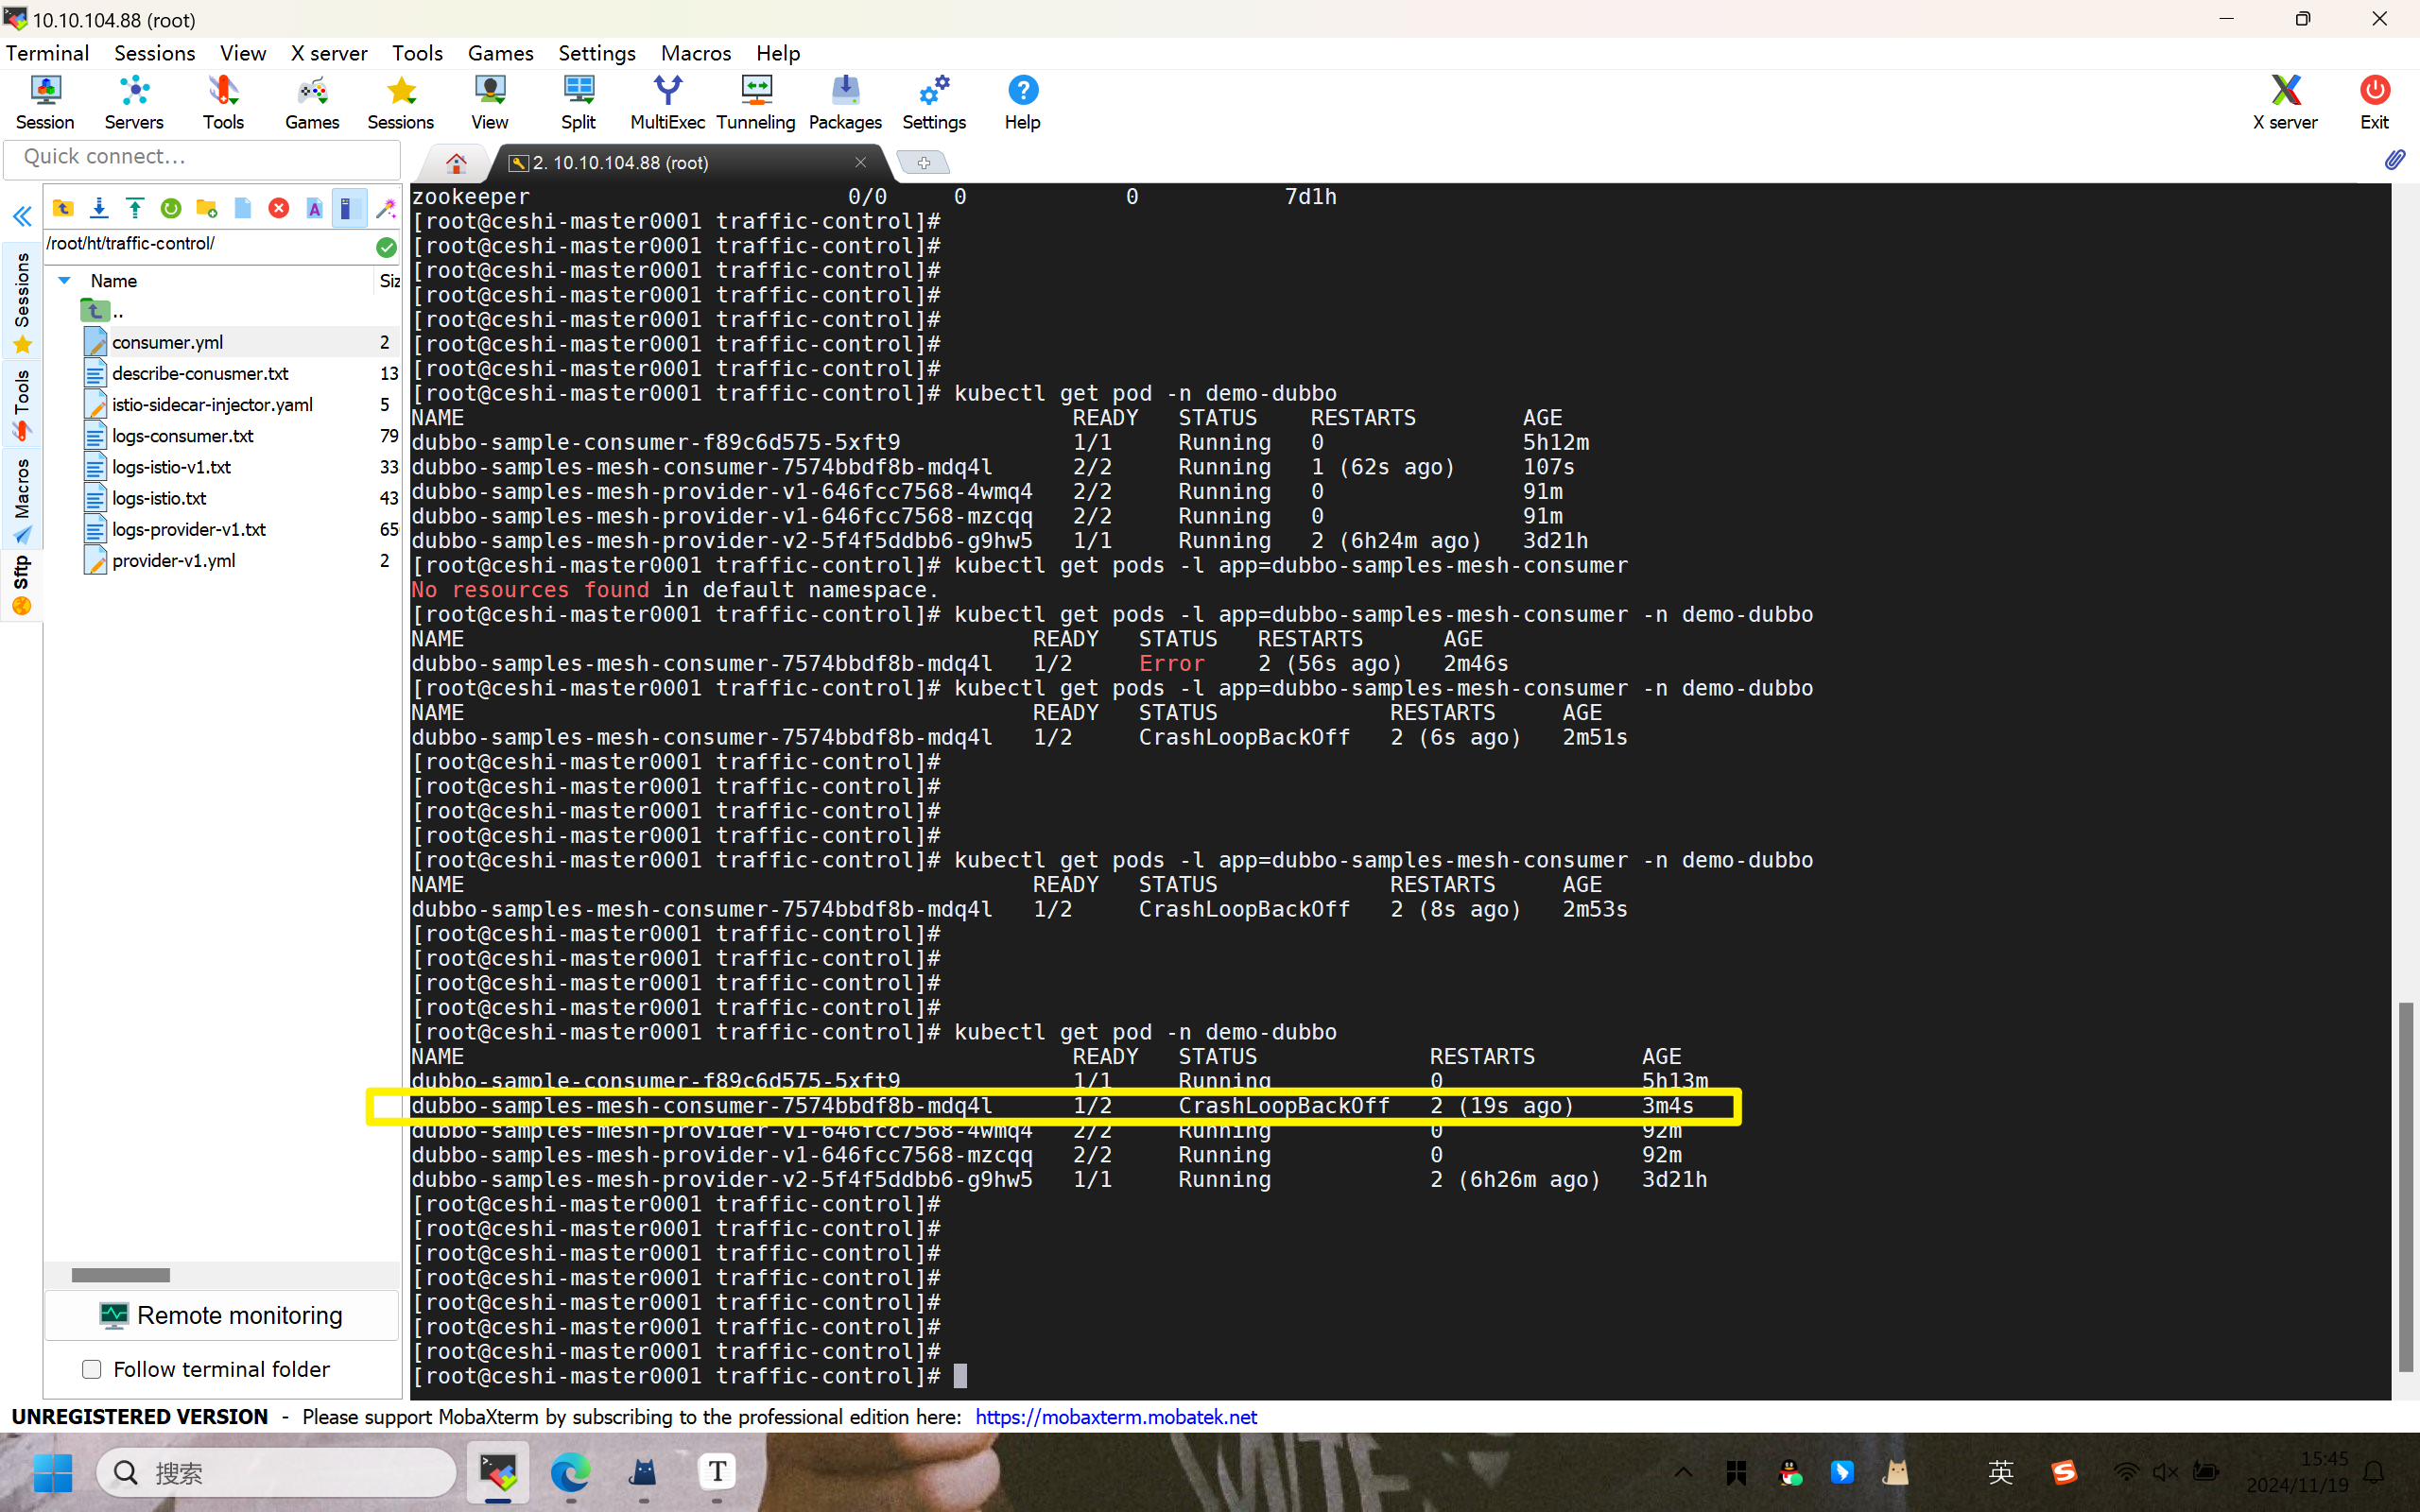 10.10.104.88 (root)
Terminal Sessions View X server Tools Games Settings Macros Help
Session Servers Tools Games Sessions View Split MultiExec Tunneling Packages Settings Help X server Exit
Quick connect...
2. 10.10.104.88 (root)
/root/ht/traffic-control/
Name Siz
..
consumer.yml 2
describe-conusmer.txt 13
istio-sidecar-injector.yaml 5
logs-consumer.txt 79
logs-istio-v1.txt 33
logs-istio.txt 43
logs-provider-v1.txt 65
provider-v1.yml 2
Sessions
Tools
Macros
Sftp
Remote monitoring
Follow terminal folder
zookeeper 0/0 0 0 7d1h
[root@ceshi-master0001 traffic-control]#
[root@ceshi-master0001 traffic-control]#
[root@ceshi-master0001 traffic-control]#
[root@ceshi-master0001 traffic-control]#
[root@ceshi-master0001 traffic-control]#
[root@ceshi-master0001 traffic-control]#
[root@ceshi-master0001 traffic-control]#
[root@ceshi-master0001 traffic-control]# kubectl get pod -n demo-dubbo
NAME READY STATUS RESTARTS AGE
dubbo-sample-consumer-f89c6d575-5xft9 1/1 Running 0 5h12m
dubbo-samples-mesh-consumer-7574bbdf8b-mdq4l 2/2 Running 1 (62s ago) 107s
dubbo-samples-mesh-provider-v1-646fcc7568-4wmq4 2/2 Running 0 91m
dubbo-samples-mesh-provider-v1-646fcc7568-mzcqq 2/2 Running 0 91m
dubbo-samples-mesh-provider-v2-5f4f5ddbb6-g9hw5 1/1 Running 2 (6h24m ago) 3d21h
[root@ceshi-master0001 traffic-control]# kubectl get pods -l app=dubbo-samples-mesh-consumer
No resources found in default namespace.
[root@ceshi-master0001 traffic-control]# kubectl get pods -l app=dubbo-samples-mesh-consumer -n demo-dubbo
NAME READY STATUS RESTARTS AGE
dubbo-samples-mesh-consumer-7574bbdf8b-mdq4l 1/2 Error 2 (56s ago) 2m46s
[root@ceshi-master0001 traffic-control]# kubectl get pods -l app=dubbo-samples-mesh-consumer -n demo-dubbo
NAME READY STATUS RESTARTS AGE
dubbo-samples-mesh-consumer-7574bbdf8b-mdq4l 1/2 CrashLoopBackOff 2 (6s ago) 2m51s
[root@ceshi-master0001 traffic-control]#
[root@ceshi-master0001 traffic-control]#
[root@ceshi-master0001 traffic-control]#
[root@ceshi-master0001 traffic-control]#
[root@ceshi-master0001 traffic-control]# kubectl get pods -l app=dubbo-samples-mesh-consumer -n demo-dubbo
NAME READY STATUS RESTARTS AGE
dubbo-samples-mesh-consumer-7574bbdf8b-mdq4l 1/2 CrashLoopBackOff 2 (8s ago) 2m53s
[root@ceshi-master0001 traffic-control]#
[root@ceshi-master0001 traffic-control]#
[root@ceshi-master0001 traffic-control]#
[root@ceshi-master0001 traffic-control]#
[root@ceshi-master0001 traffic-control]# kubectl get pod -n demo-dubbo
NAME READY STATUS RESTARTS AGE
dubbo-sample-consumer-f89c6d575-5xft9 1/1 Running 0 5h13m
dubbo-samples-mesh-consumer-7574bbdf8b-mdq4l 1/2 CrashLoopBackOff 2 (19s ago) 3m4s
dubbo-samples-mesh-provider-v1-646fcc7568-4wmq4 2/2 Running 0 92m
dubbo-samples-mesh-provider-v1-646fcc7568-mzcqq 2/2 Running 0 92m
dubbo-samples-mesh-provider-v2-5f4f5ddbb6-g9hw5 1/1 Running 2 (6h26m ago) 3d21h
[root@ceshi-master0001 traffic-control]#
[root@ceshi-master0001 traffic-control]#
[root@ceshi-master0001 traffic-control]#
[root@ceshi-master0001 traffic-control]#
[root@ceshi-master0001 traffic-control]#
[root@ceshi-master0001 traffic-control]#
[root@ceshi-master0001 traffic-control]#
[root@ceshi-master0001 traffic-control]#
UNREGISTERED VERSION - Please support MobaXterm by subscribing to the professional edition here: https://mobaxterm.mobatek.net
搜索
英
15:45
2024/11/19